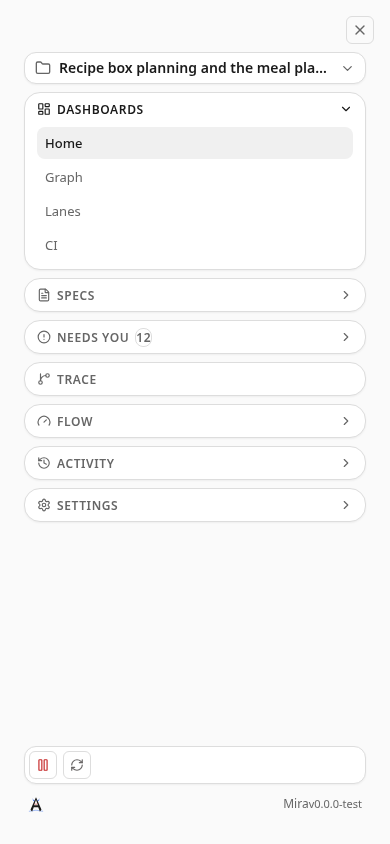 Recipe box planning and the meal pla...
DASHBOARDS
Home
Graph
Lanes
CI
SPECS
NEEDS YOU 12
TRACE
FLOW
ACTIVITY
SETTINGS
A Mirav0.0.0-test